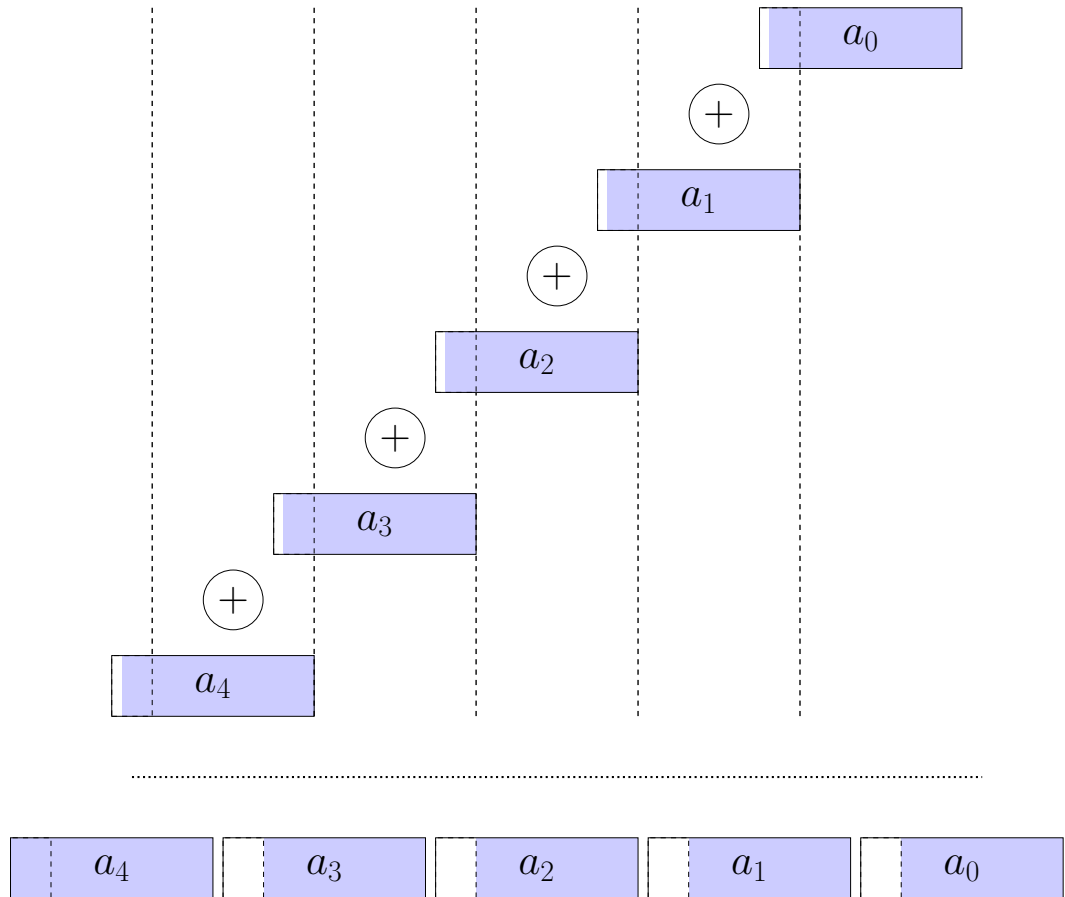 a₀
+
a₁
+
a₂
+
a₃
+
a₄
a₄ a₃ a₂ a₁ a₀